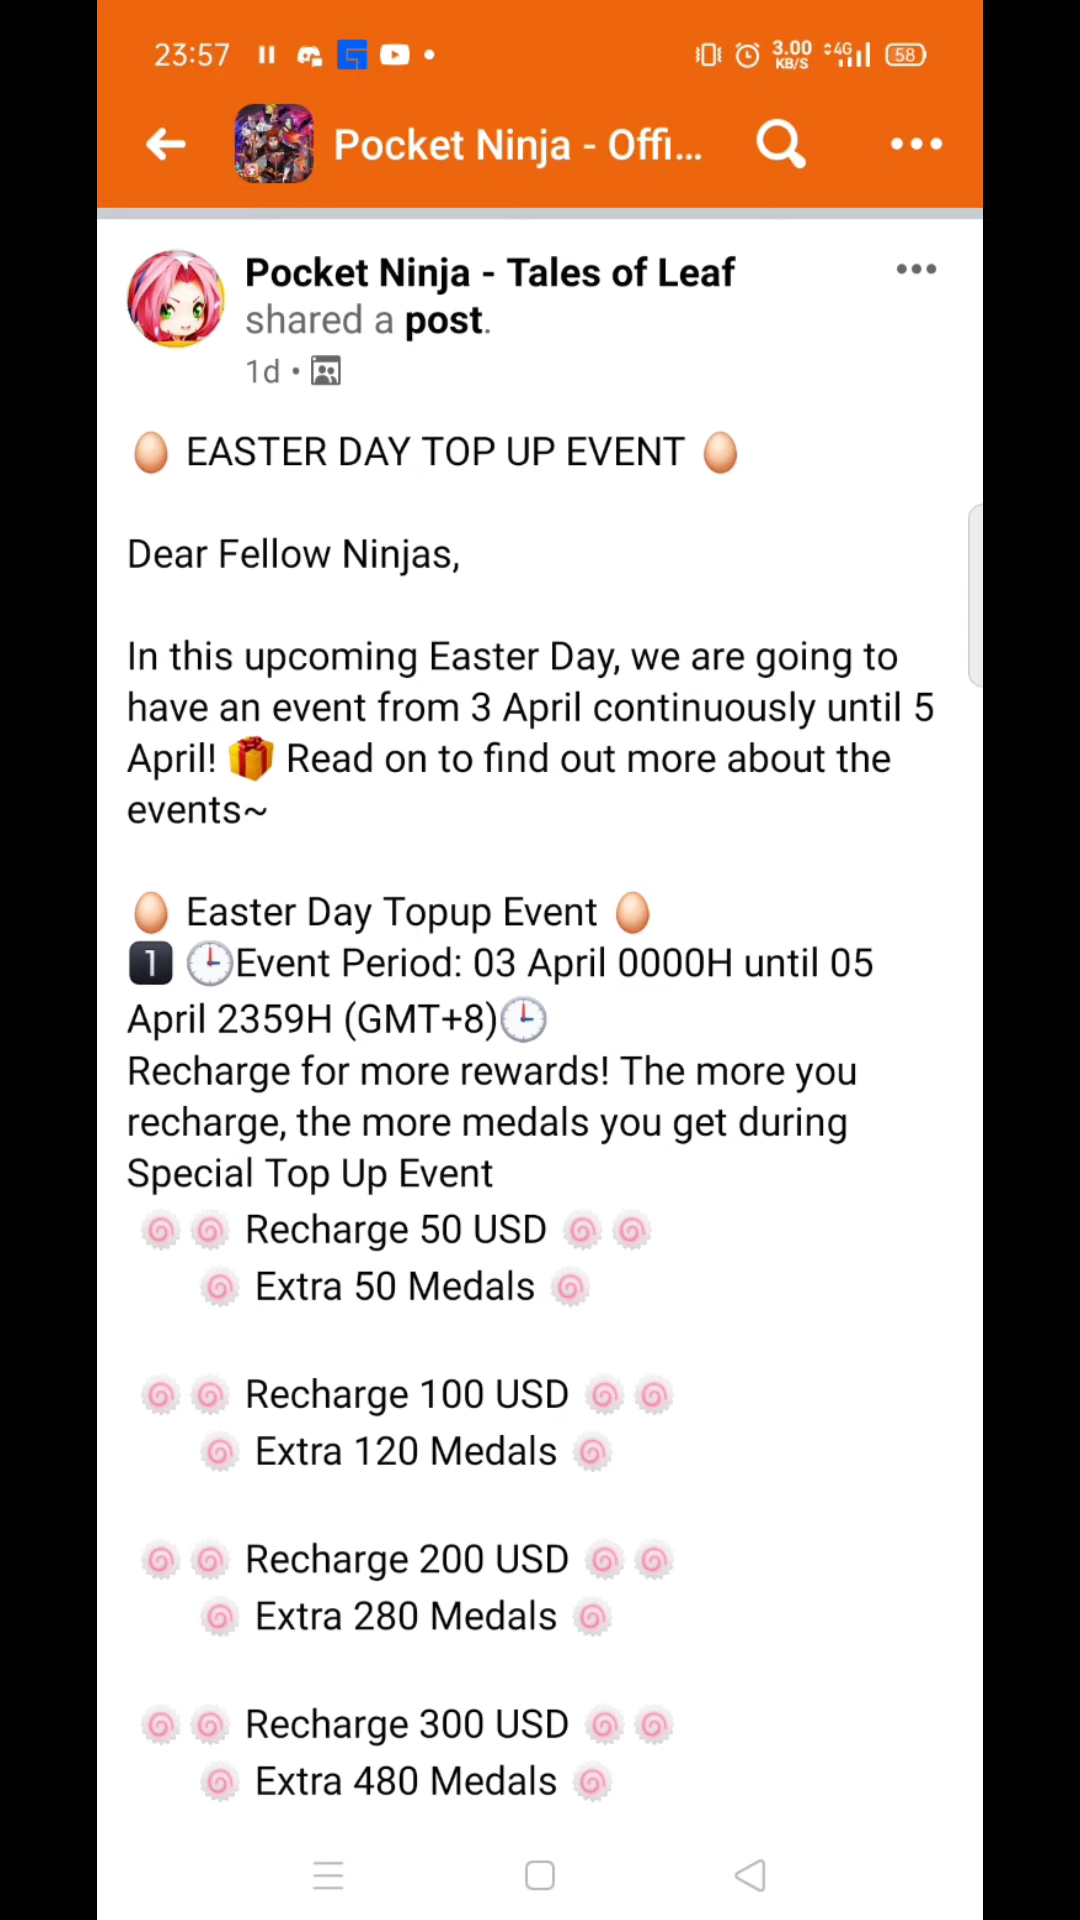 23:57
3.00
KB/S
4G
58
Pocket Ninja - Offi...
Pocket Ninja - Tales of Leaf
shared a post.
1d •
EASTER DAY TOP UP EVENT
Dear Fellow Ninjas,
In this upcoming Easter Day, we are going to
have an event from 3 April continuously until 5
April! 🎁 Read on to find out more about the
events~
🥚 Easter Day Topup Event 🥚
1️⃣ 🕒Event Period: 03 April 0000H until 05
April 2359H (GMT+8)🕒
Recharge for more rewards! The more you
recharge, the more medals you get during
Special Top Up Event
🍥🍥 Recharge 50 USD 🍥🍥
🍥 Extra 50 Medals 🍥
🍥🍥 Recharge 100 USD 🍥🍥
🍥 Extra 120 Medals 🍥
🍥🍥 Recharge 200 USD 🍥🍥
🍥 Extra 280 Medals 🍥
🍥🍥 Recharge 300 USD 🍥🍥
🍥 Extra 480 Medals 🍥